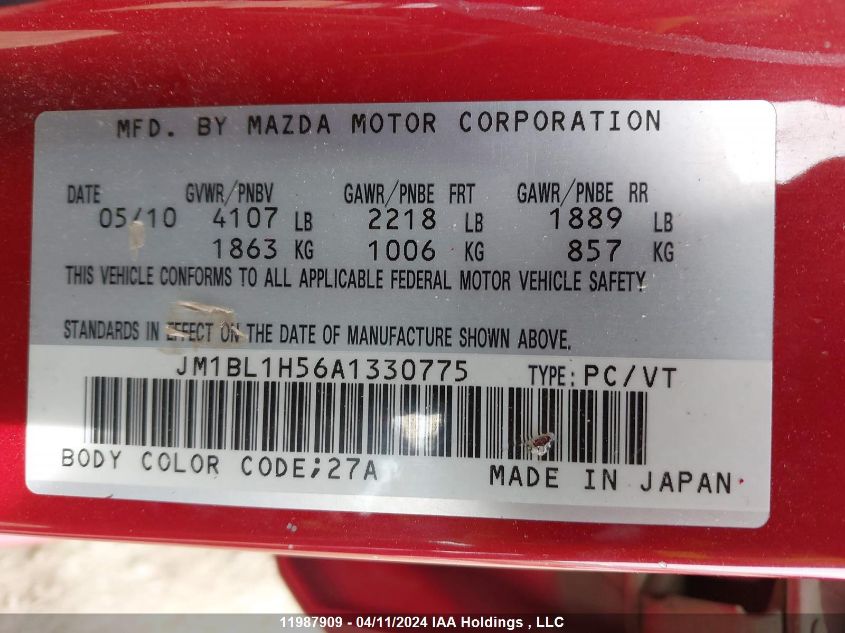 MFD. BY MAZDA MOTOR CORPORATION
DATE GVWR/PNBV GAWR/PNBE FRT GAWR/PNBE RR
05/10 4107 LB 2218 LB 1889 LB
1863 KG 1006 KG 857 KG
THIS VEHICLE CONFORMS TO ALL APPLICABLE FEDERAL MOTOR VEHICLE SAFETY
STANDARDS IN EFFECT ON THE DATE OF MANUFACTURE SHOWN ABOVE.
JM1BL1H56A1330775 TYPE: PC/VT
BODY COLOR CODE;27A MADE IN JAPAN
11987909 - 04/11/2024 IAA Holdings , LLC